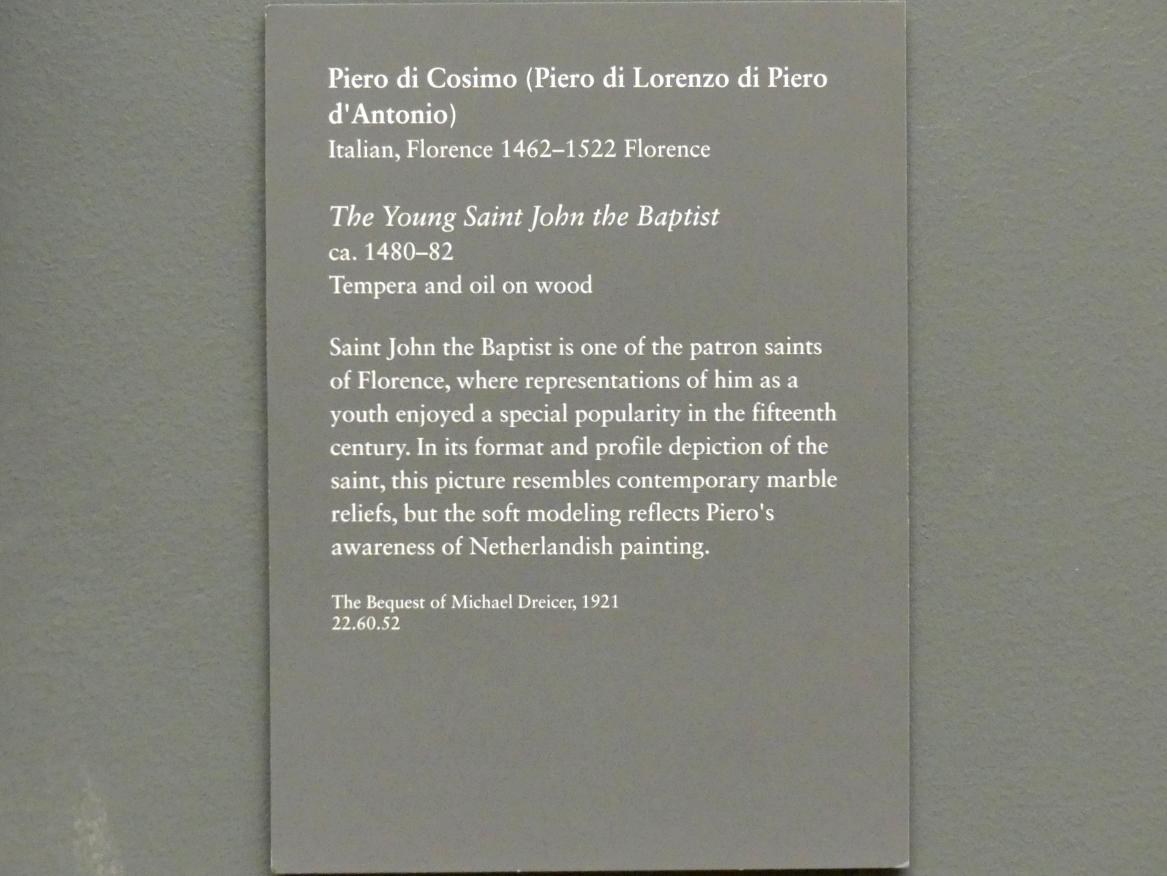 Piero di Cosimo (Piero di Lorenzo di Piero
d'Antonio)
Italian, Florence 1462–1522 Florence
The Young Saint John the Baptist
ca. 1480–82
Tempera and oil on wood
Saint John the Baptist is one of the patron saints
of Florence, where representations of him as a
youth enjoyed a special popularity in the fifteenth
century. In its format and profile depiction of the
saint, this picture resembles contemporary marble
reliefs, but the soft modeling reflects Piero's
awareness of Netherlandish painting.
The Bequest of Michael Dreicer, 1921
22.60.52